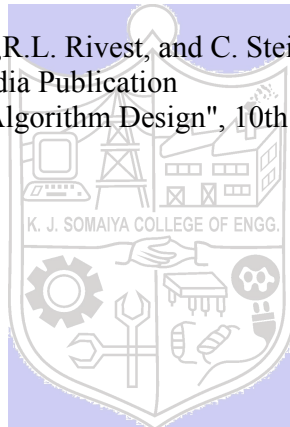 ,R.L. Rivest, and C. Stei
dia Publication
Algorithm Design", 10th
K. J. SOMAIYA COLLEGE OF ENGG.